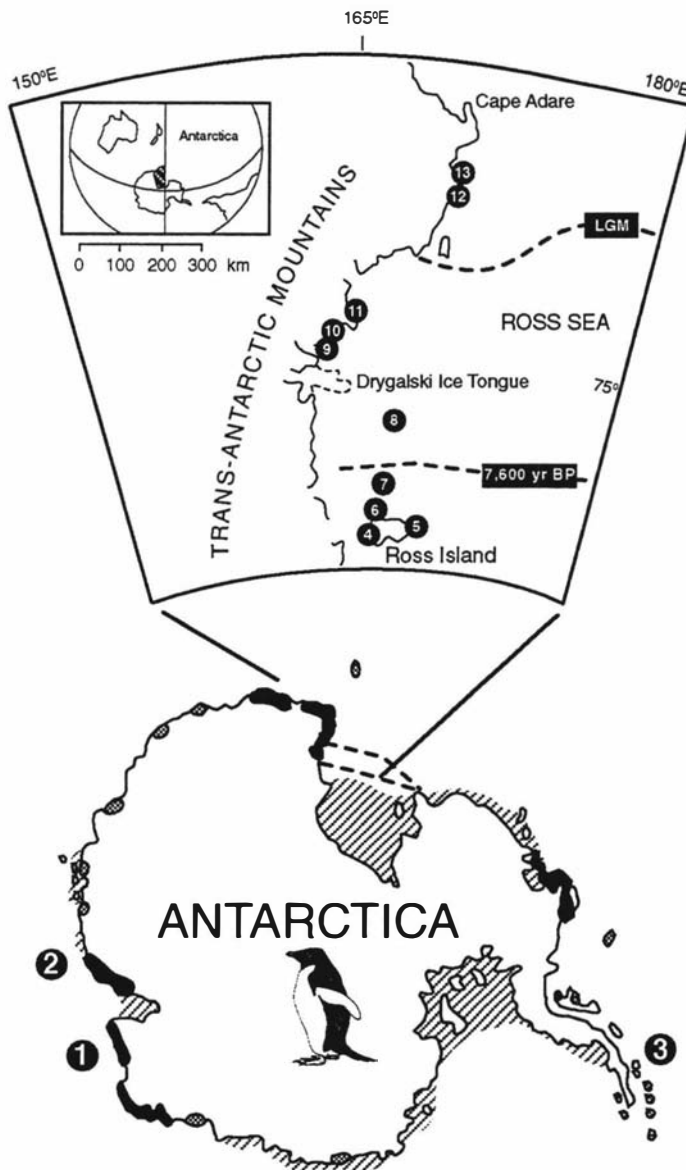 165ºE
150ºE
180ºE
Cape Adare
Antarctica
13
12
0 100 200 300 km
TRANS-ANTARCTIC MOUNTAINS
LGM
11
10
9
ROSS SEA
Drygalski Ice Tongue
75º
8
7,600 yr BP
7
6
5
4
Ross Island
ANTARCTICA
2
1
3